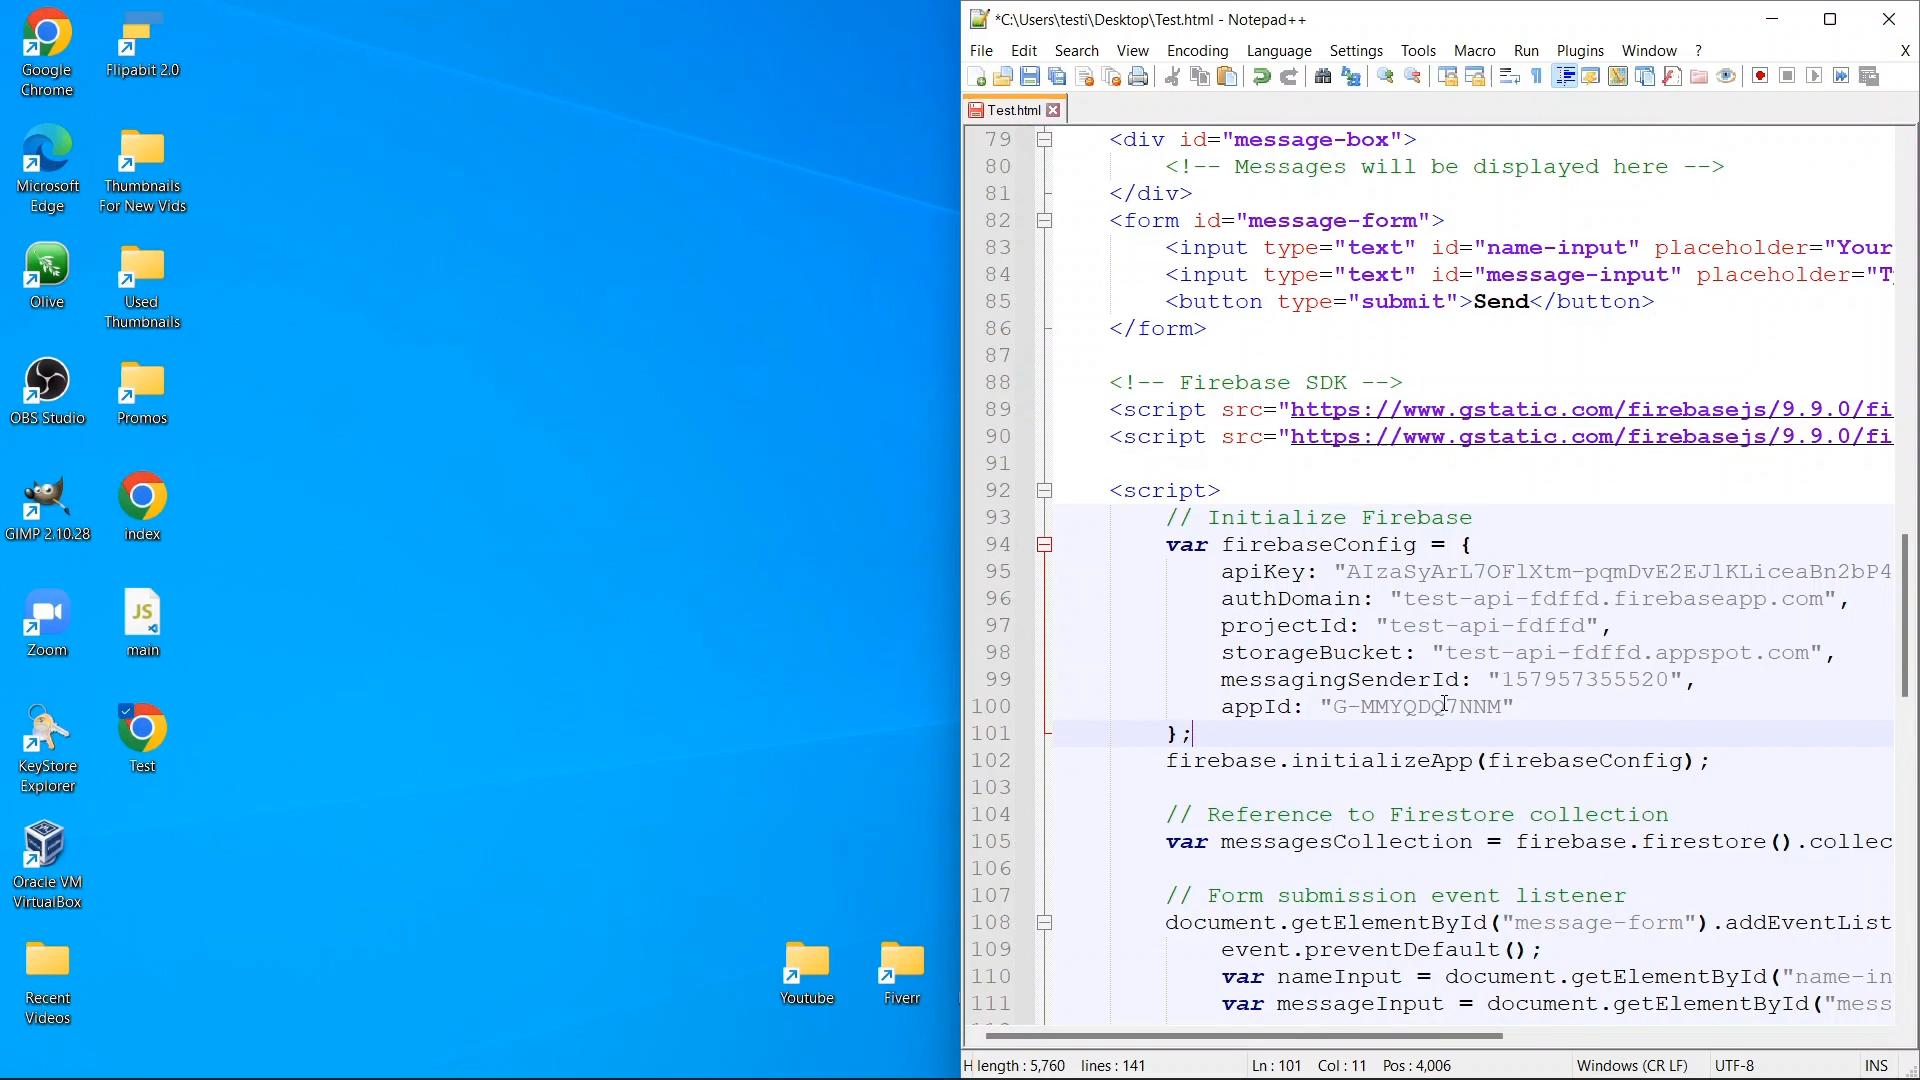 Google
Chrome
Flipabit 2.0
Microsoft
Edge
Thumbnails
For New Vids
Olive
Used
Thumbnails
OBS Studio
Promos
GIMP 2.10.28
index
Zoom
JS
main
KeyStore
Explorer
Test
Oracle VM
VirtualBox
Recent
Videos
Youtube
Fiverr
*C:\Users\testi\Desktop\Test.html - Notepad++
File Edit Search View Encoding Language Settings Tools Macro Run Plugins Window ? X
Test.html
79 <div id="message-box">
80 <!-- Messages will be displayed here -->
81 </div>
82 <form id="message-form">
83 <input type="text" id="name-input" placeholder="Your
84 <input type="text" id="message-input" placeholder="Ty
85 <button type="submit">Send</button>
86 </form>
87
88 <!-- Firebase SDK -->
89 <script src="https://www.gstatic.com/firebasejs/9.9.0/fi
90 <script src="https://www.gstatic.com/firebasejs/9.9.0/fi
91
92 <script>
93 // Initialize Firebase
94 var firebaseConfig = {
95 apiKey: "AIzaSyArL7OFlXtm-pqmDvE2EJlKLiceaBn2bP4
96 authDomain: "test-api-fdffd.firebaseapp.com",
97 projectId: "test-api-fdffd",
98 storageBucket: "test-api-fdffd.appspot.com",
99 messagingSenderId: "157957355520",
100 appId: "G-MMYQDQ7NNM"
101 };
102 firebase.initializeApp(firebaseConfig);
103
104 // Reference to Firestore collection
105 var messagesCollection = firebase.firestore().collec
106
107 // Form submission event listener
108 document.getElementById("message-form").addEventList
109 event.preventDefault();
110 var nameInput = document.getElementById("name-in
111 var messageInput = document.getElementById("mess
H length : 5,760 lines : 141 Ln : 101 Col : 11 Pos : 4,006 Windows (CR LF) UTF-8 INS